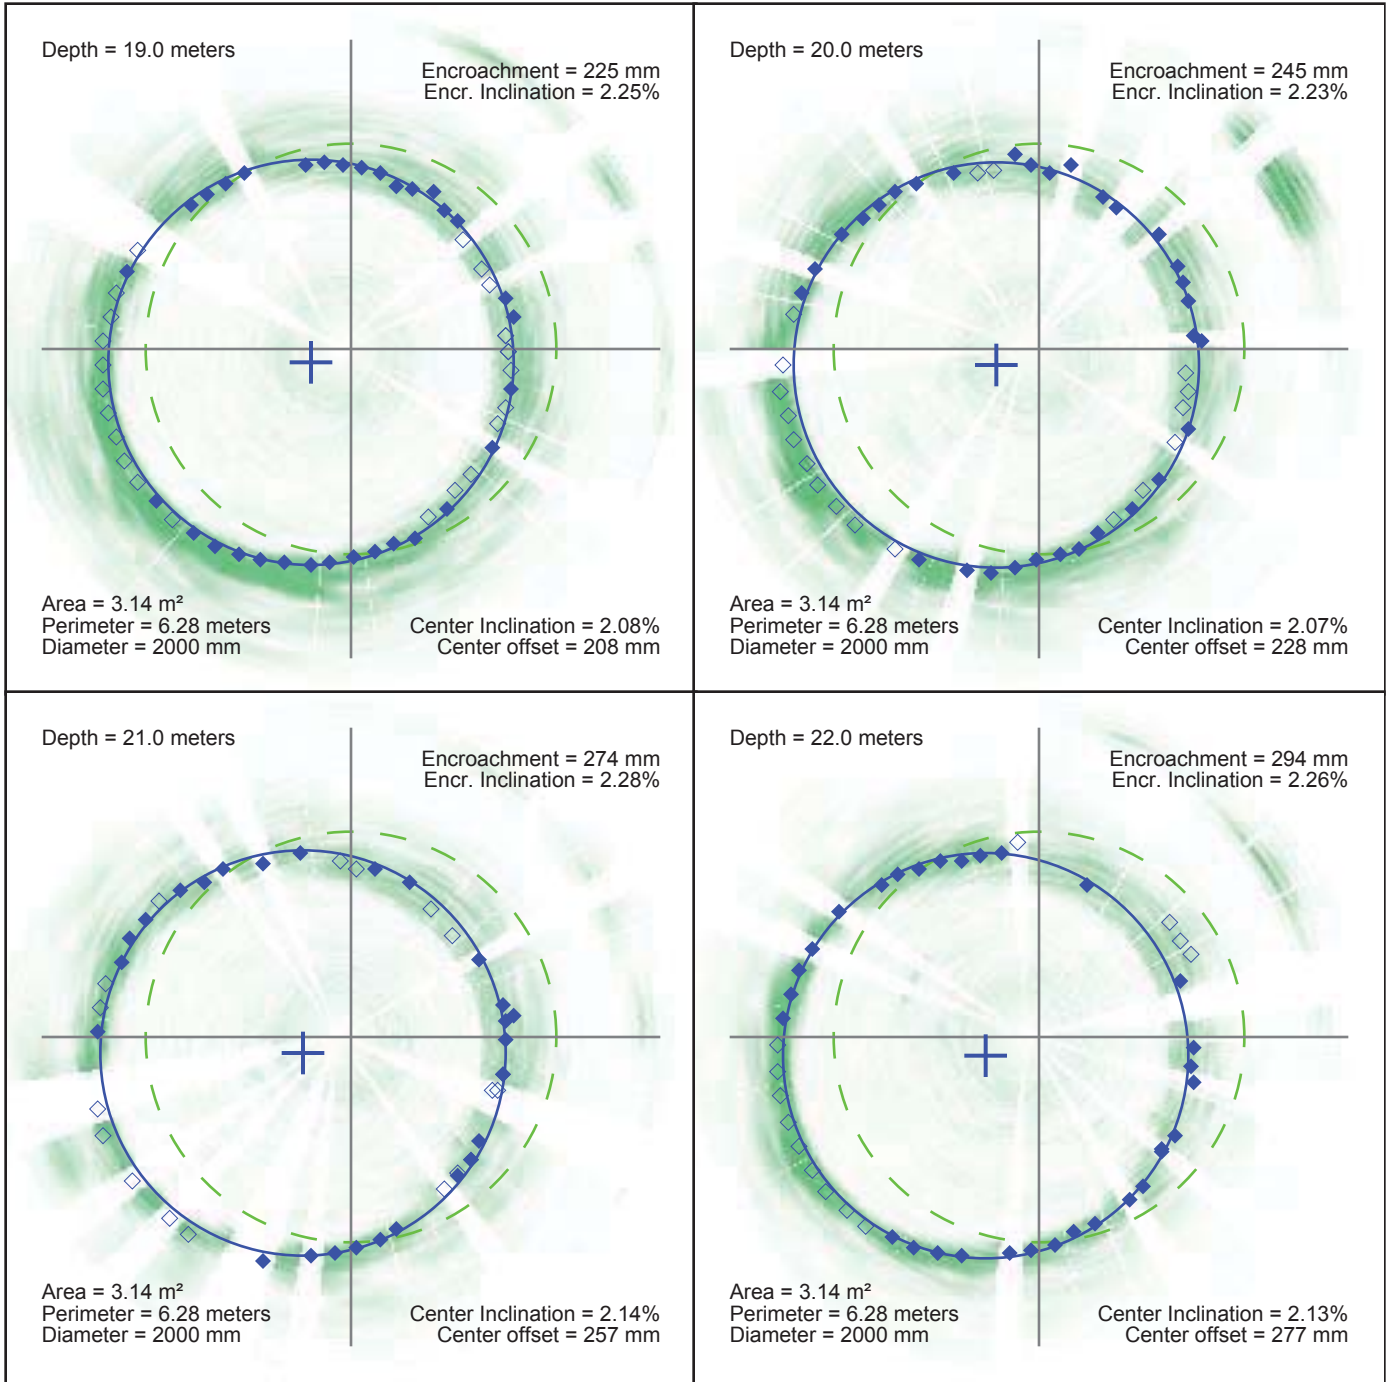 Depth = 19.0 meters
Encroachment = 225 mm
Encr. Inclination = 2.25%
Area = 3.14 m²
Perimeter = 6.28 meters
Diameter = 2000 mm
Center Inclination = 2.08%
Center offset = 208 mm
Depth = 20.0 meters
Encroachment = 245 mm
Encr. Inclination = 2.23%
Area = 3.14 m²
Perimeter = 6.28 meters
Diameter = 2000 mm
Center Inclination = 2.07%
Center offset = 228 mm
Depth = 21.0 meters
Encroachment = 274 mm
Encr. Inclination = 2.28%
Area = 3.14 m²
Perimeter = 6.28 meters
Diameter = 2000 mm
Center Inclination = 2.14%
Center offset = 257 mm
Depth = 22.0 meters
Encroachment = 294 mm
Encr. Inclination = 2.26%
Area = 3.14 m²
Perimeter = 6.28 meters
Diameter = 2000 mm
Center Inclination = 2.13%
Center offset = 277 mm